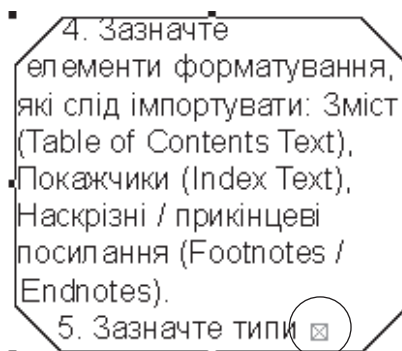 4. Зазначте
елементи форматування,
які слід імпортувати: Зміст
(Table of Contents Text),
Покажчики (Index Text),
Наскрізні / прикінцеві
посилання (Footnotes /
Endnotes).
5. Зазначте типи